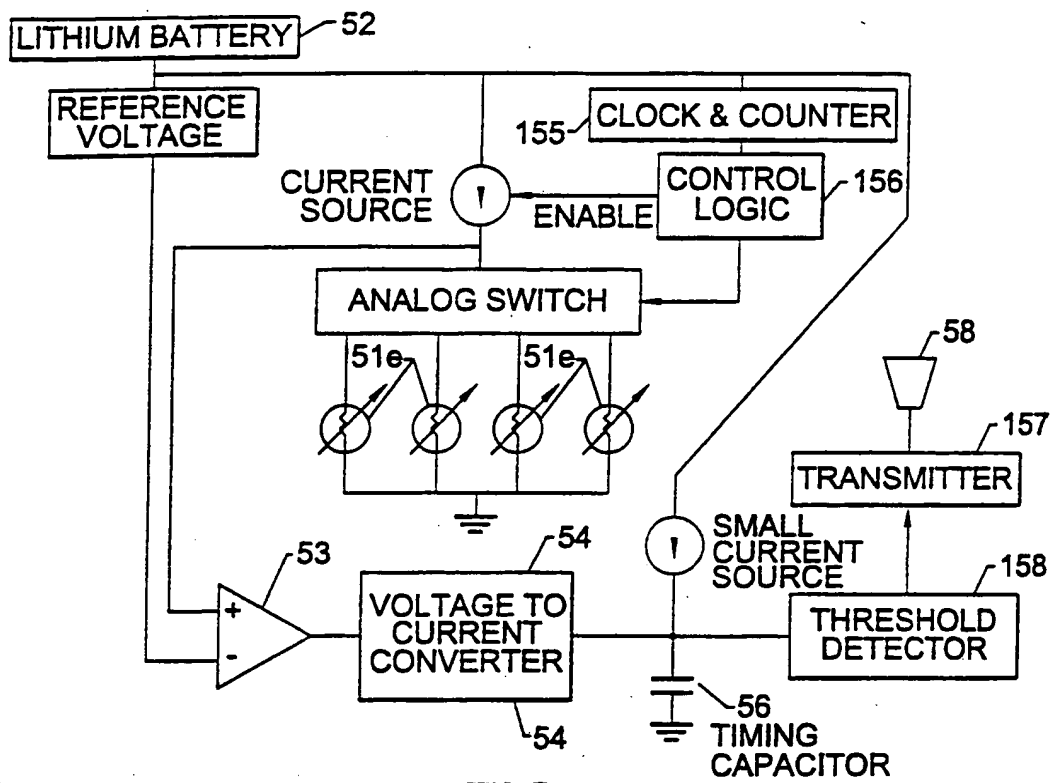 LITHIUM BATTERY
52
REFERENCE
VOLTAGE
155
CLOCK & COUNTER
CURRENT
SOURCE
ENABLE
CONTROL
LOGIC
156
ANALOG SWITCH
51e
51e
58
157
TRANSMITTER
SMALL
CURRENT
SOURCE
158
THRESHOLD
DETECTOR
53
+
-
54
VOLTAGE TO
CURRENT
CONVERTER
54
56
TIMING
CAPACITOR